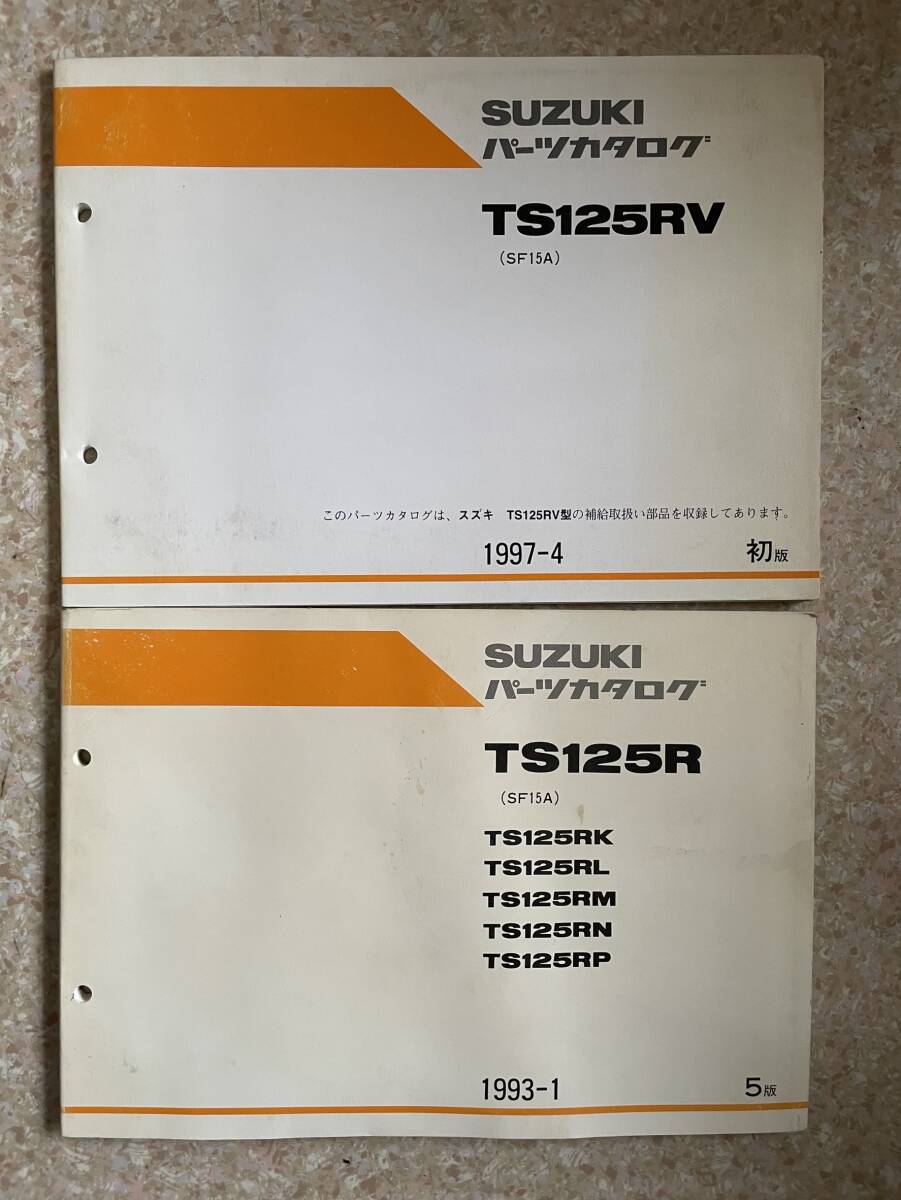 SUZUKI
パーツカタログ
TS125RV
(SF15A)
このパーツカタログは、スズキ TS125RV型の補給取扱い部品を収録してあります。
1997-4 初版
SUZUKI
パーツカタログ
TS125R
(SF15A)
TS125RK
TS125RL
TS125RM
TS125RN
TS125RP
1993-1 5版